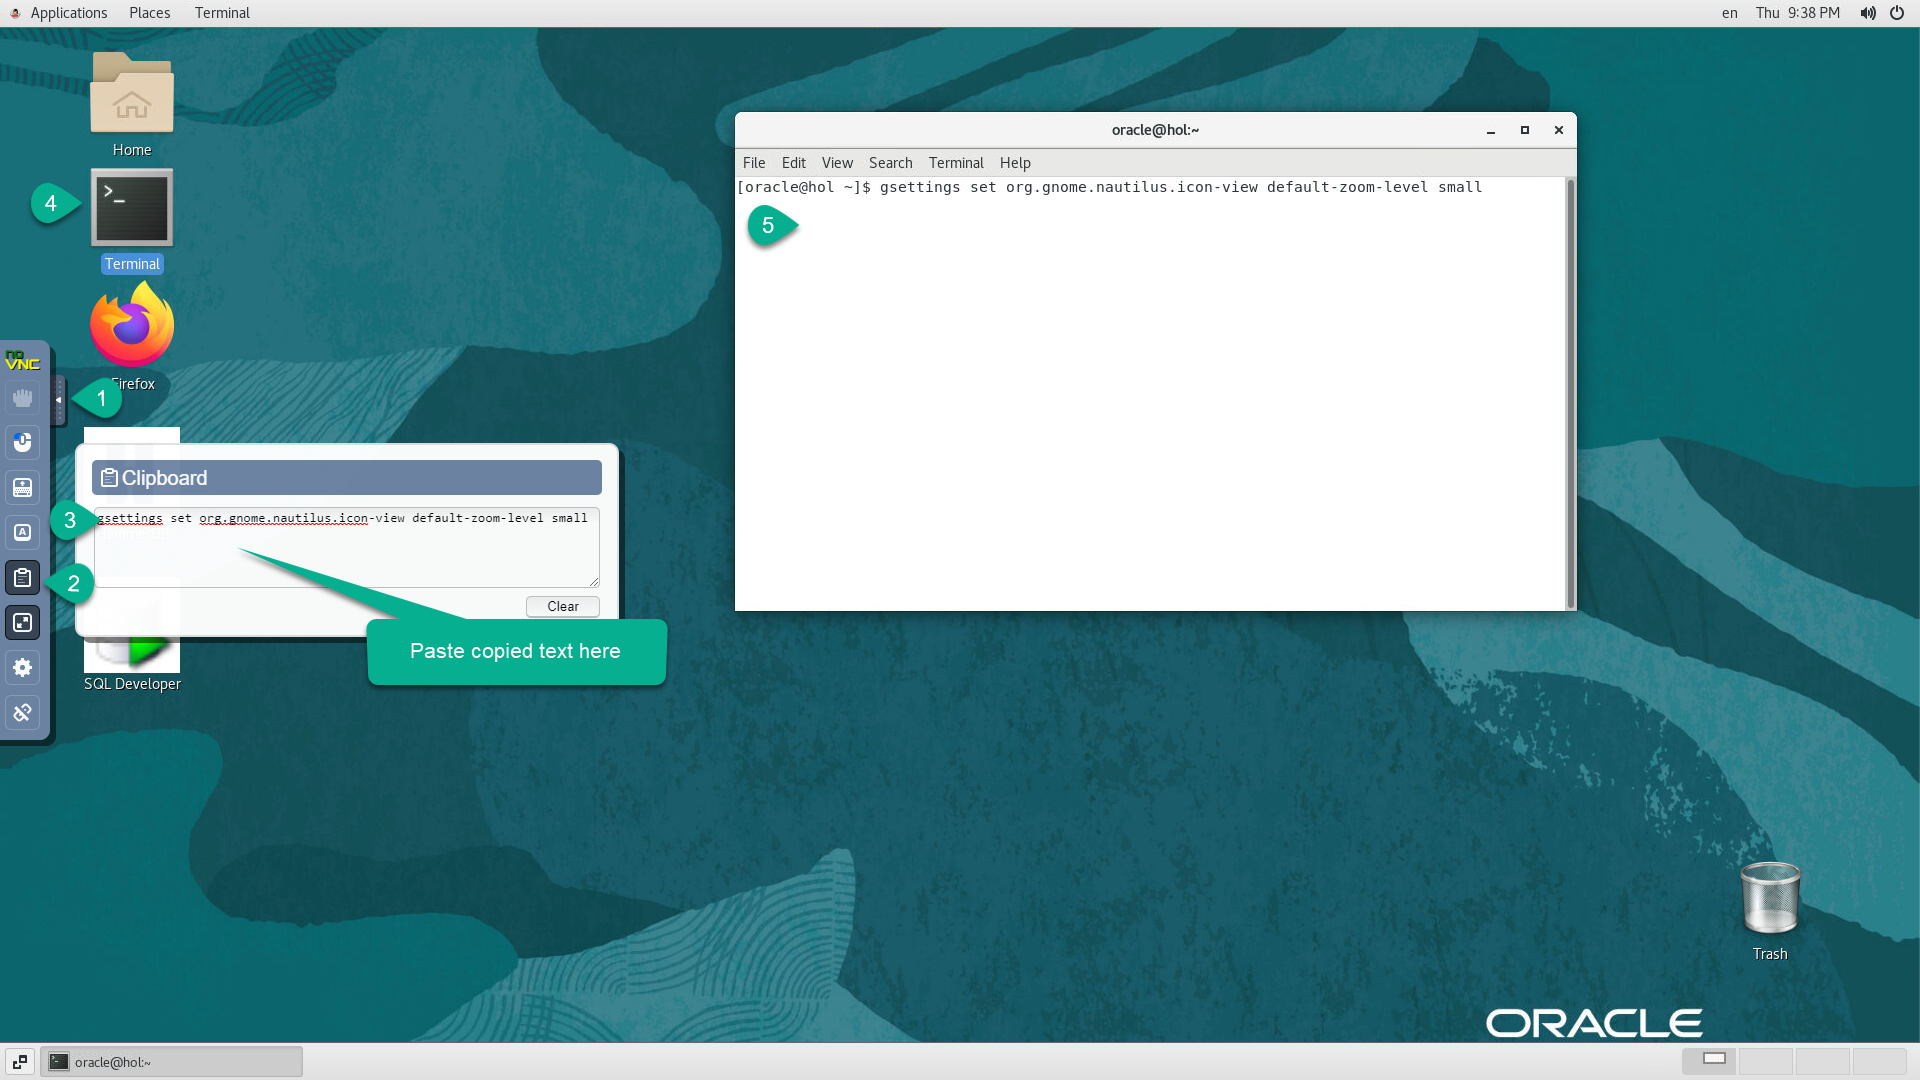 Applications Places Terminal
en Thu 9:38 PM
Home
4
Terminal
Firefox
no
VNC
1
Clipboard
3
gsettings set org.gnome.nautilus.icon-view default-zoom-level small
2
Clear
Paste copied text here
SQL Developer
oracle@hol:~
File Edit View Search Terminal Help
[oracle@hol ~]$ gsettings set org.gnome.nautilus.icon-view default-zoom-level small
5
Trash
ORACLE
oracle@hol:~